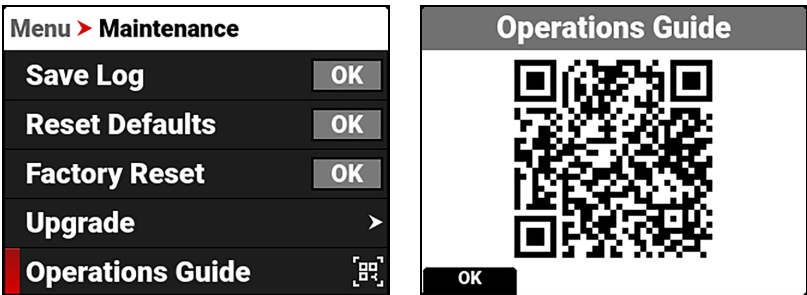 Menu > Maintenance
Save Log OK
Reset Defaults OK
Factory Reset OK
Upgrade >
Operations Guide
Operations Guide
OK